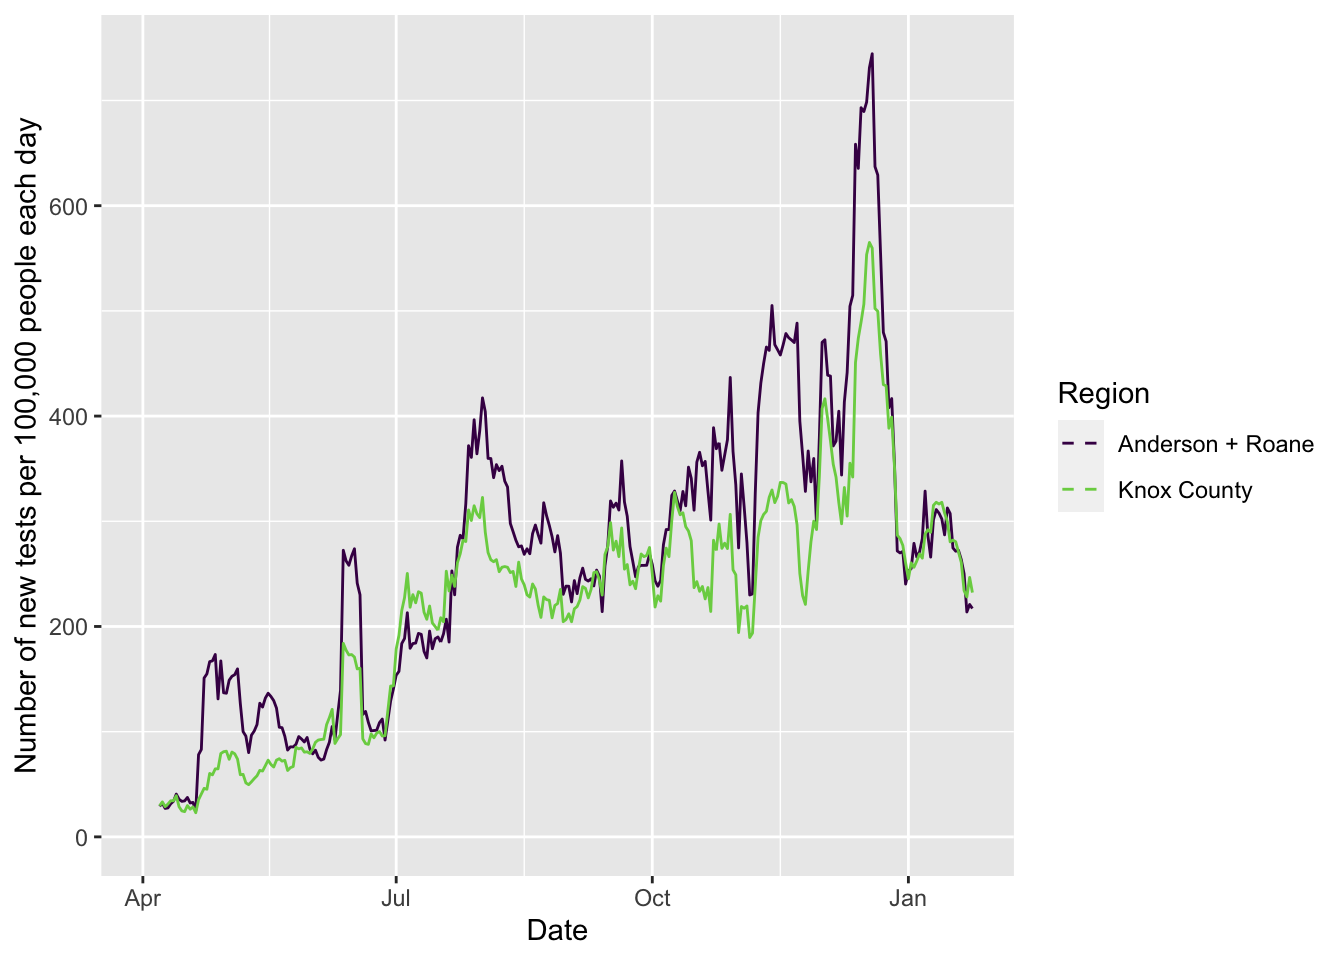 Number of new tests per 100,000 people each day
600
400
200
0
Apr
Jul
Oct
Jan
Date
Region
Anderson + Roane
Knox County